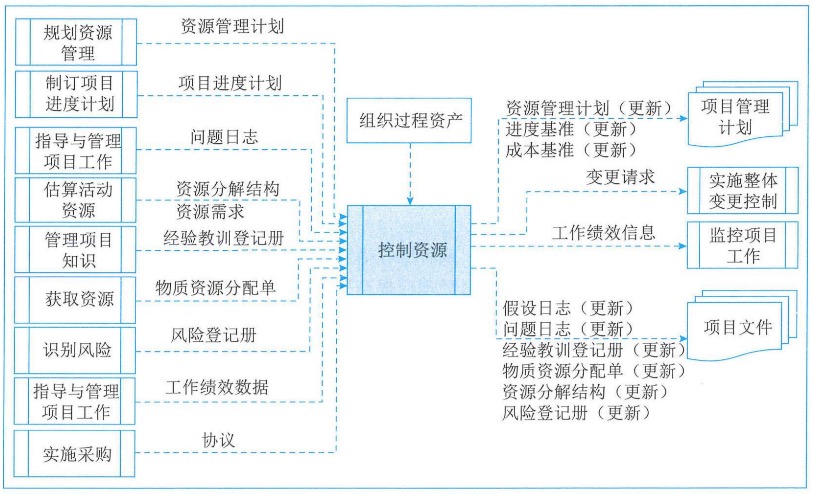 规划资源
管理
资源管理计划
制订项目
进度计划
项目进度计划
指导与管理
项目工作
问题日志
估算活动
资源
资源分解结构
资源需求
管理项目
知识
经验教训登记册
获取资源
物质资源分配单
识别风险
风险登记册
指导与管理
项目工作
工作绩效数据
实施采购
协议
组织过程资产
控制资源
资源管理计划（更新）
进度基准（更新）
成本基准（更新）
项目管理
计划
变更请求
实施整体
变更控制
工作绩效信息
监控项目
工作
假设日志（更新）
问题日志（更新）
经验教训登记册（更新）
物质资源分配单（更新）
资源分解结构（更新）
风险登记册（更新）
项目文件